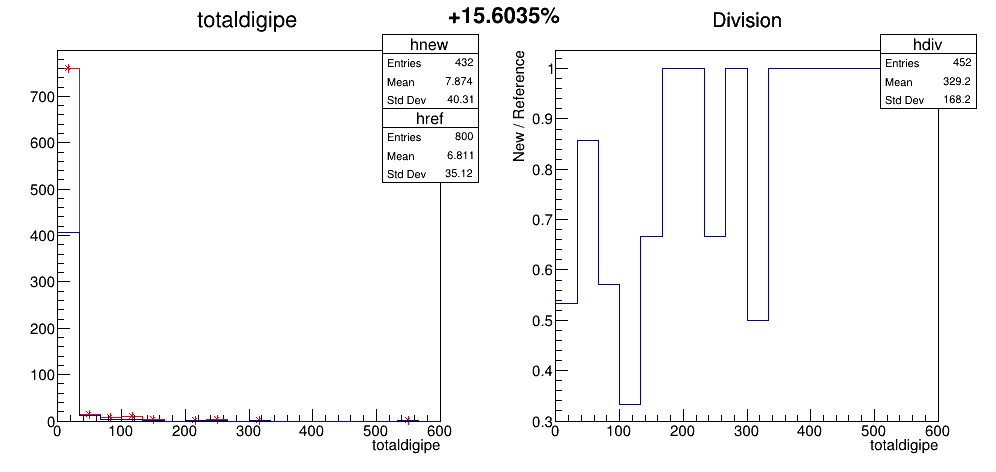 totaldigipe
+15.6035%
Division
hnew
Entries 432
Mean 7.874
Std Dev 40.31
href
Entries 800
Mean 6.811
Std Dev 35.12
700
600
500
400
300
200
100
0
0 100 200 300 400 500 600
totaldigipe
hdiv
Entries 452
Mean 329.2
Std Dev 168.2
New / Reference
1
0.9
0.8
0.7
0.6
0.5
0.4
0.3
0 100 200 300 400 500 600
totaldigipe